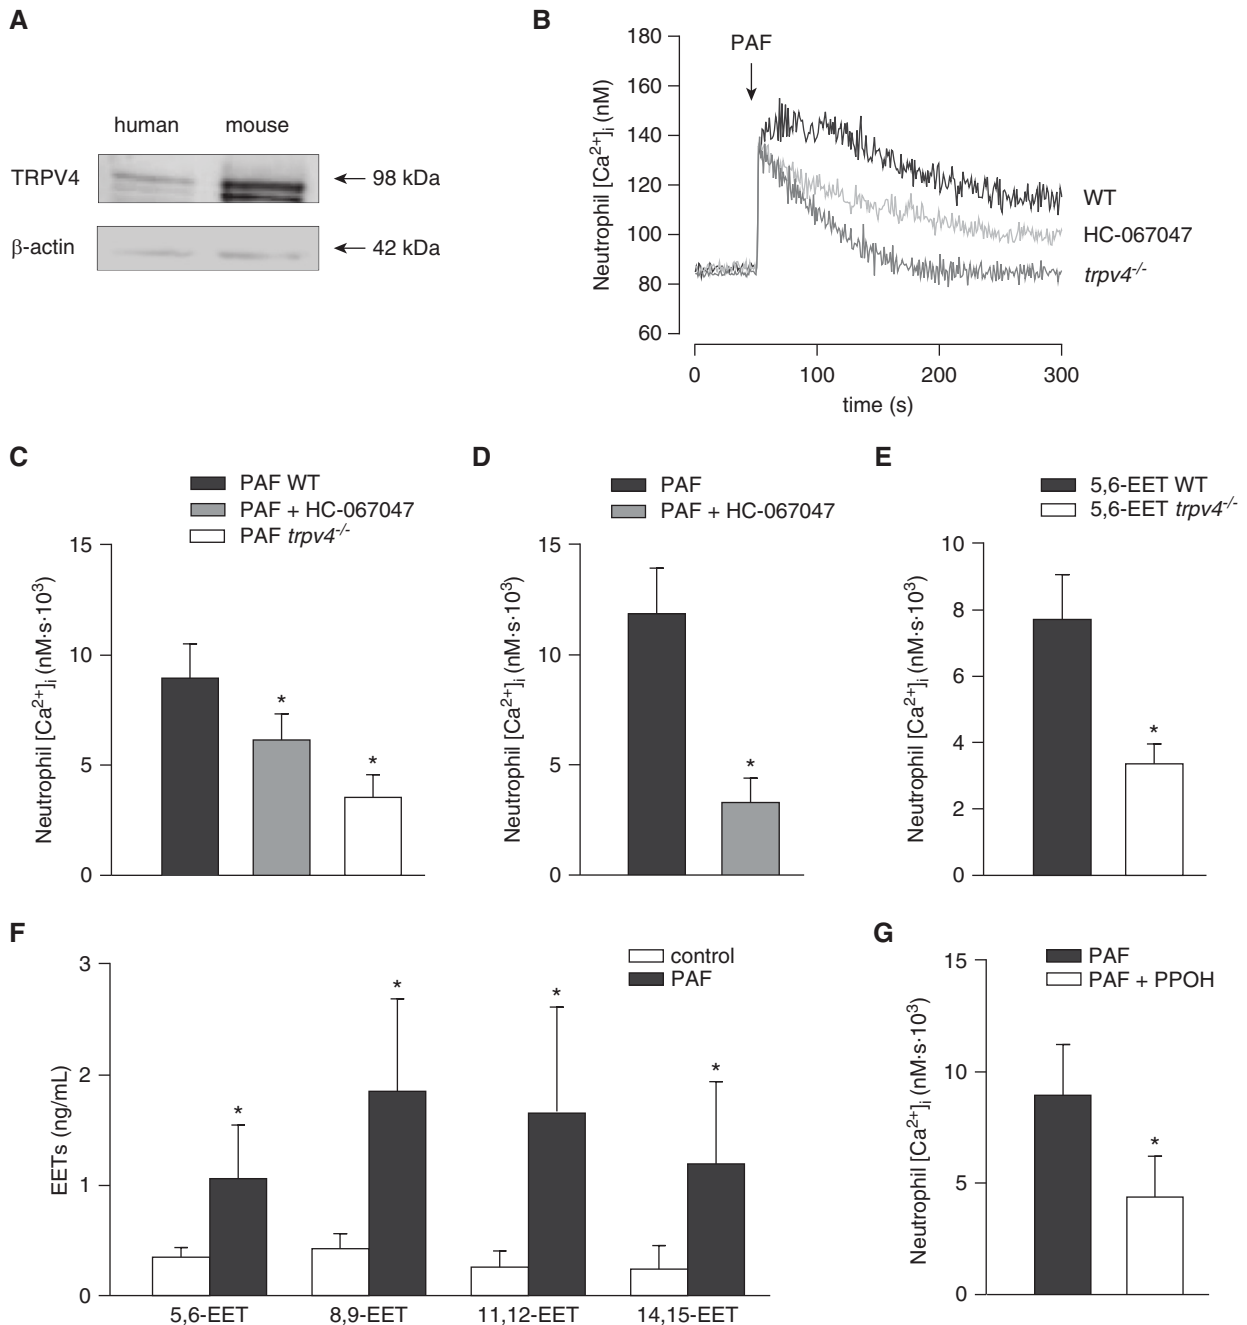 A
human mouse
TRPV4
98 kDa
β-actin
42 kDa
B
PAF
Neutrophil [Ca²⁺]ᵢ (nM)
180
160
140
120
100
80
60
WT
HC-067047
trpv4⁻/⁻
0 100 200 300
time (s)
C
PAF WT
PAF + HC-067047
PAF trpv4⁻/⁻
Neutrophil [Ca²⁺]ᵢ (nM·s·10³)
15
10
5
0
*
*
D
PAF
PAF + HC-067047
Neutrophil [Ca²⁺]ᵢ (nM·s·10³)
15
10
5
0
*
E
5,6-EET WT
5,6-EET trpv4⁻/⁻
Neutrophil [Ca²⁺]ᵢ (nM·s·10³)
10
8
6
4
2
0
*
F
control
PAF
EETs (ng/mL)
3
2
1
0
*
*
*
*
5,6-EET 8,9-EET 11,12-EET 14,15-EET
G
PAF
PAF + PPOH
Neutrophil [Ca²⁺]ᵢ (nM·s·10³)
15
10
5
0
*